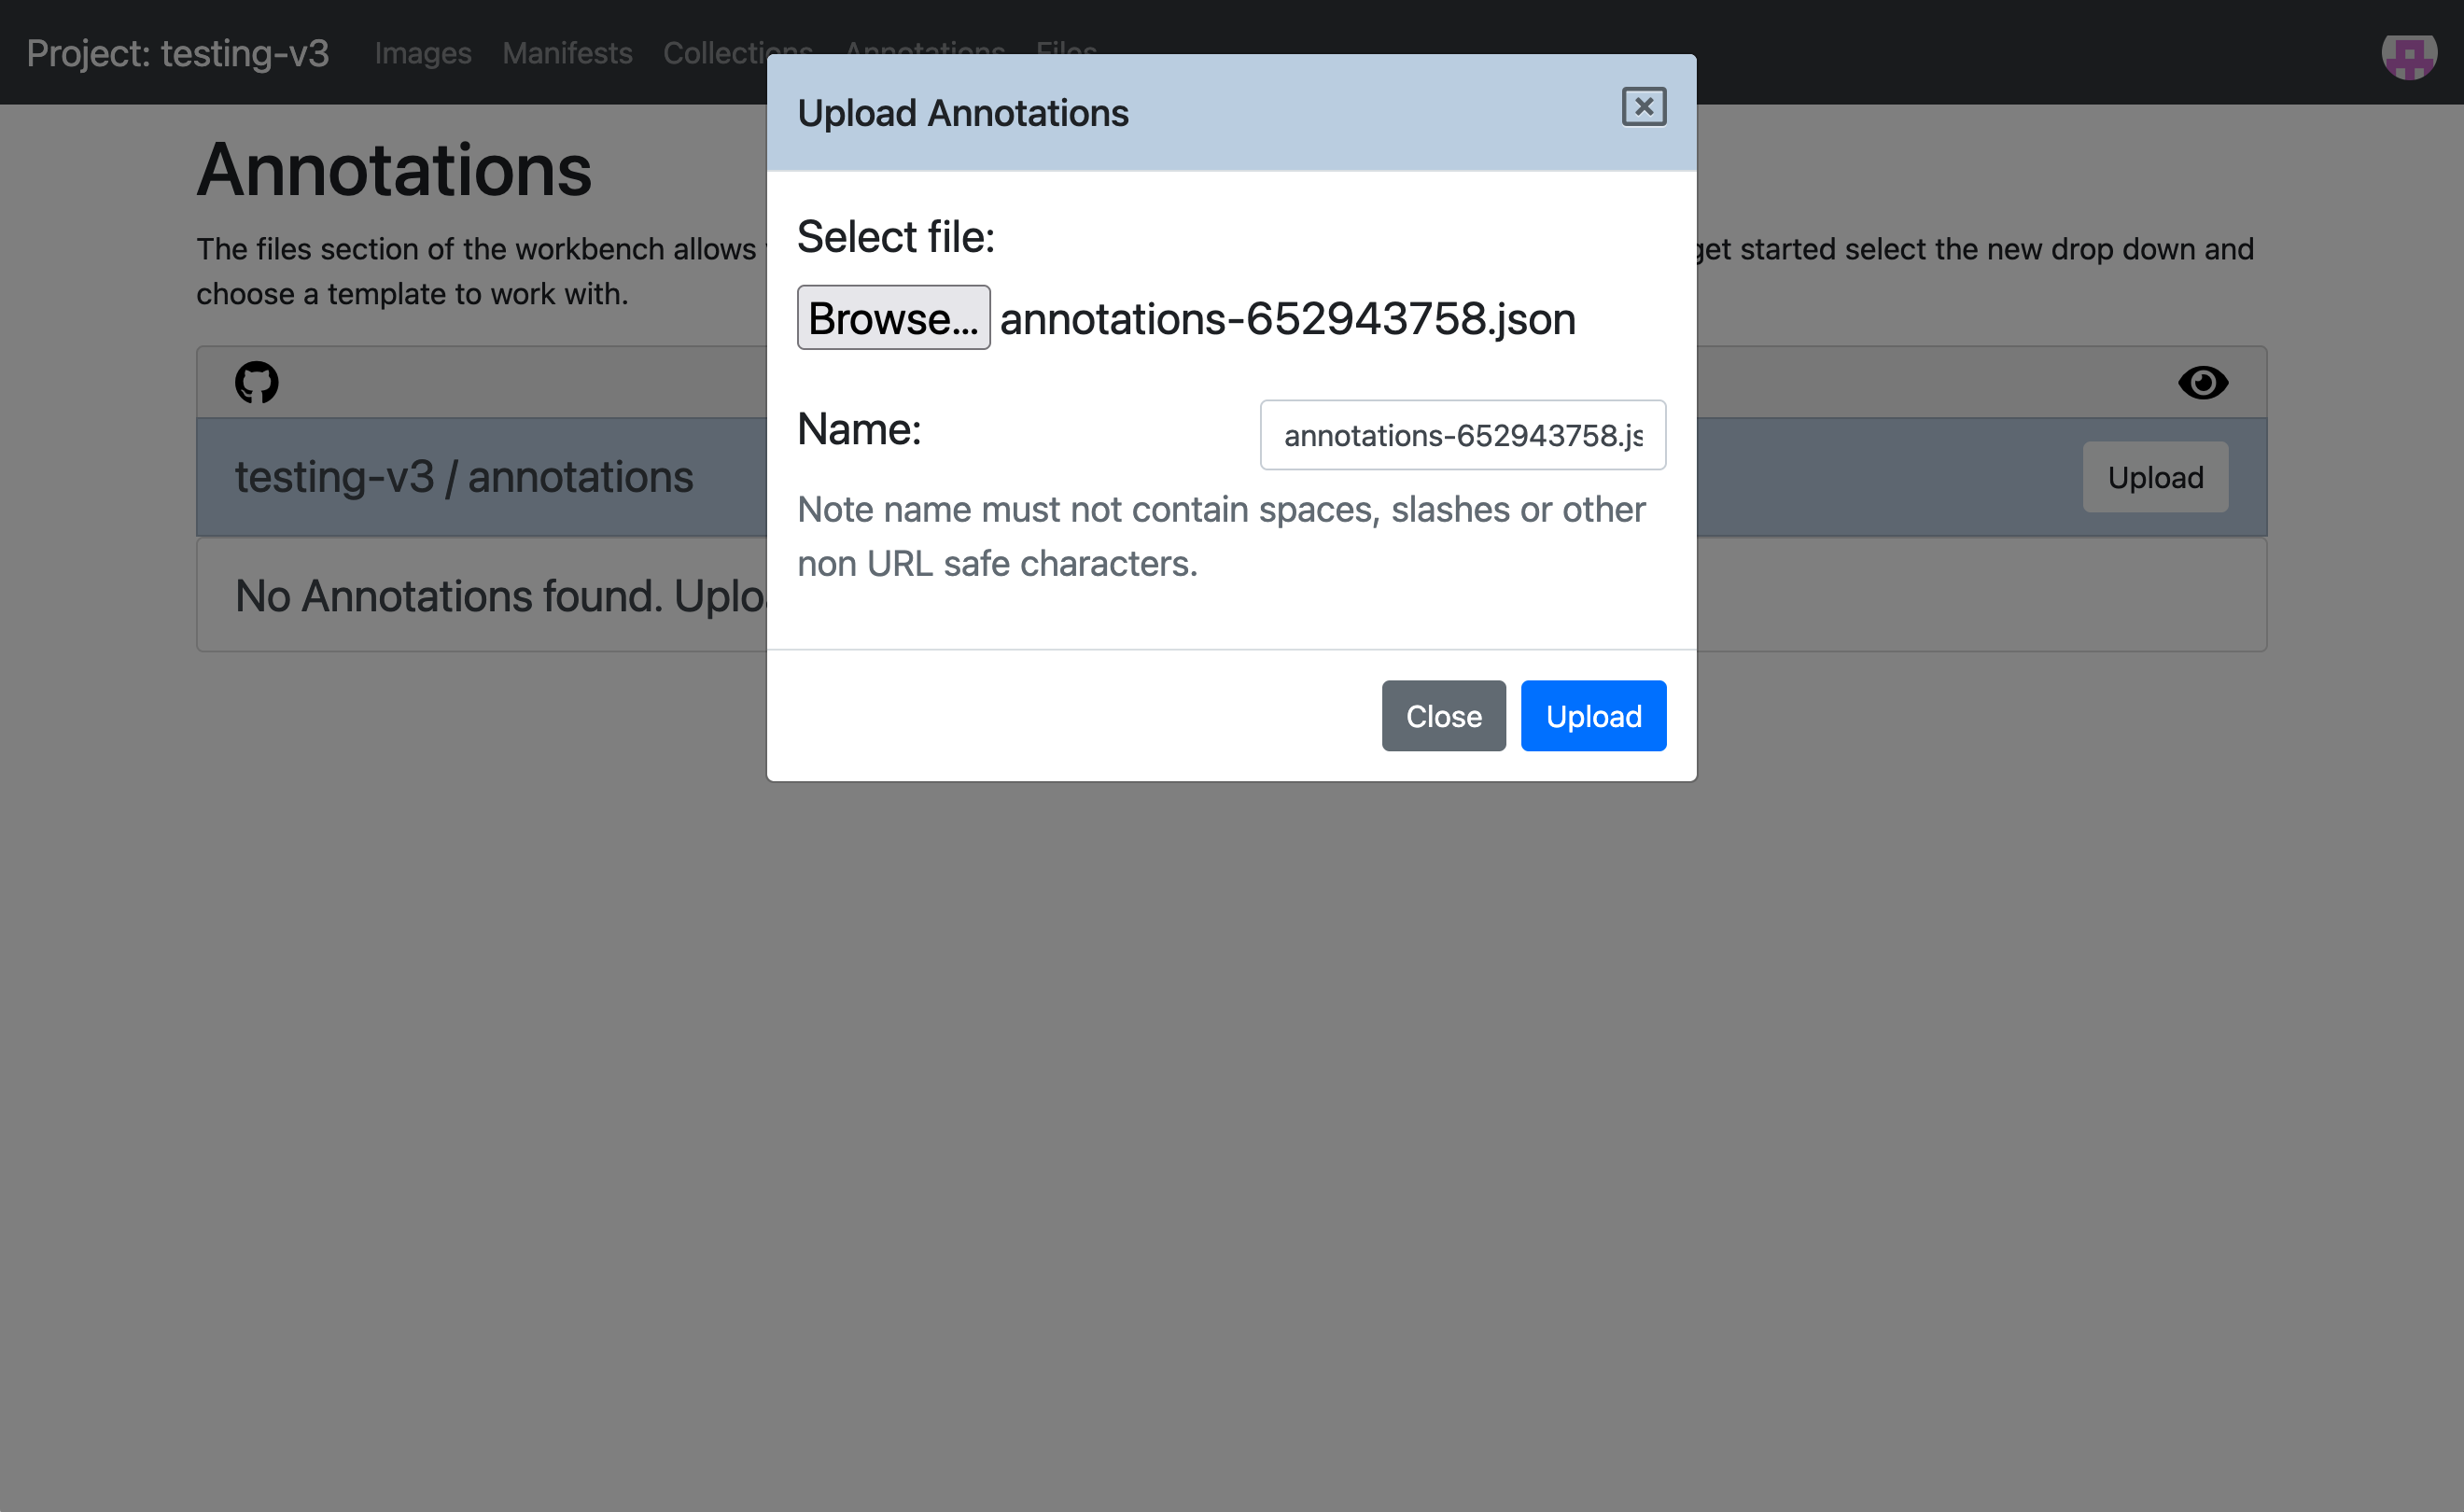 Project: testing-v3 Images Manifests Collections Annotations Files
Upload Annotations
Annotations
The files section of the workbench allows get started select the new drop down and
choose a template to work with.
Select file:
Browse... annotations-652943758.json
Name: annotations-652943758.js
testing-v3 / annotations Upload
Note name must not contain spaces, slashes or other
non URL safe characters.
No Annotations found. Uplo
Close Upload